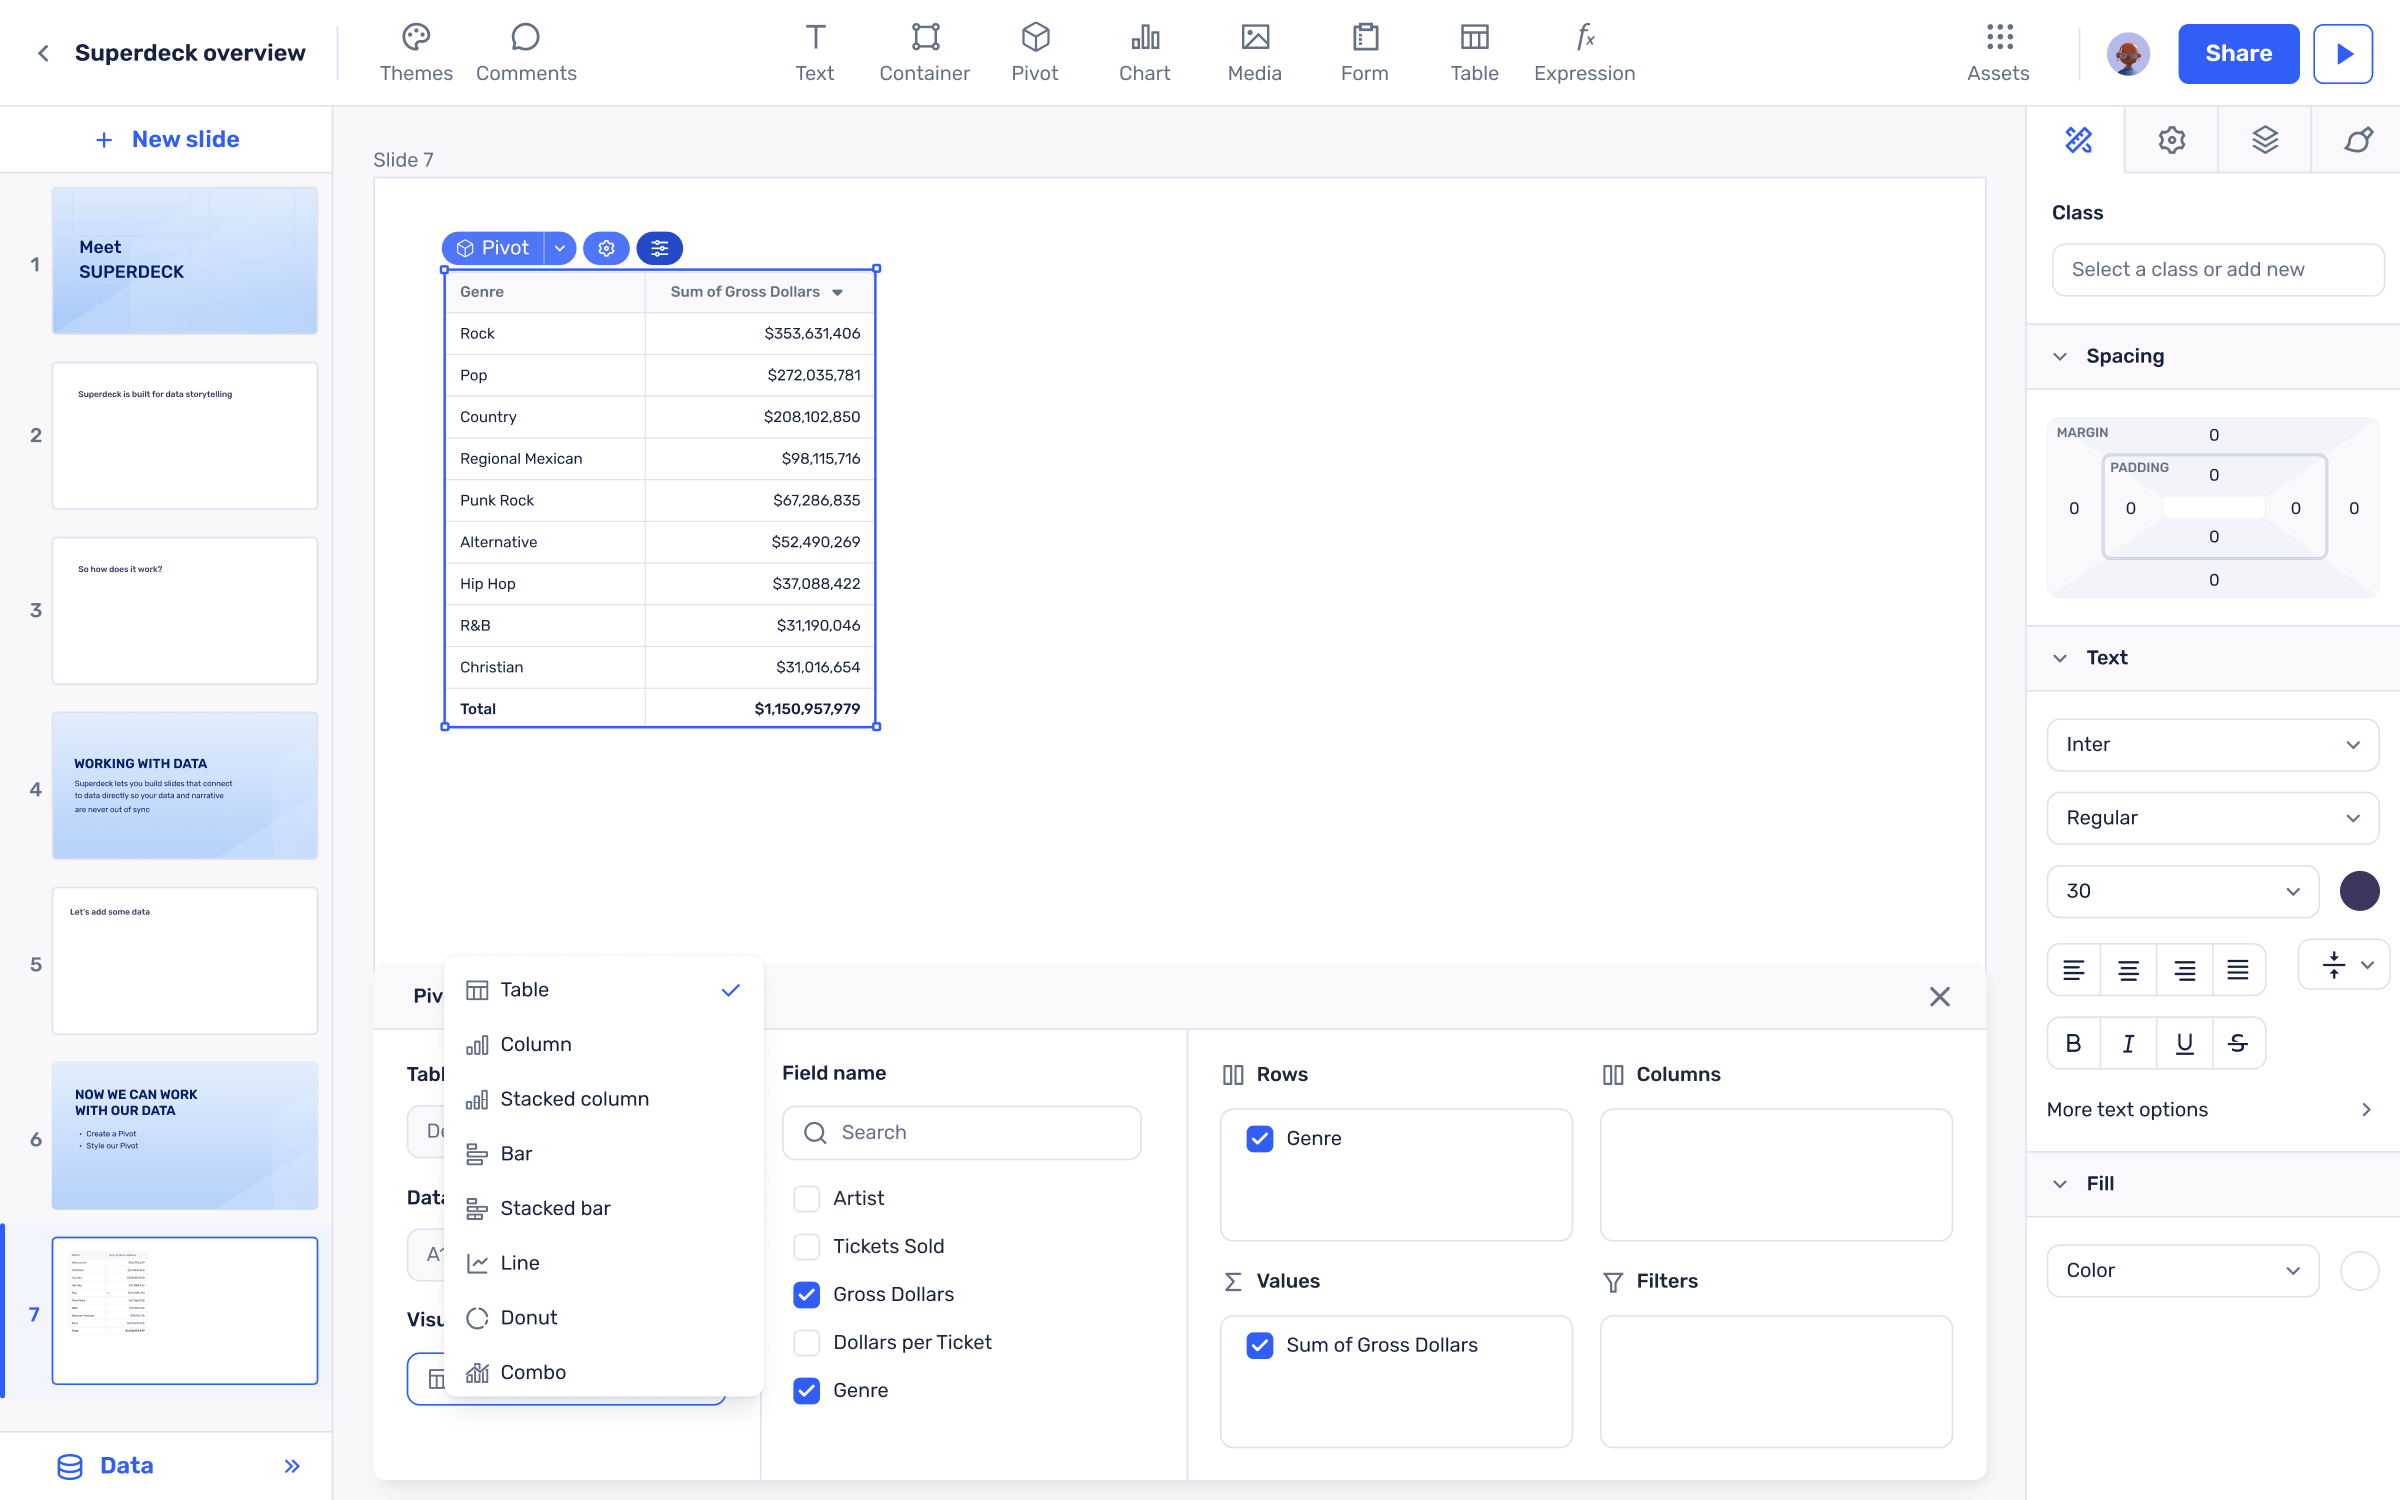 Superdeck overview
Themes
Comments
Text
Container
Pivot
Chart
Media
Form
Table
Expression
Assets
Share
New slide
1
Meet
SUPERDECK
2
Superdeck is built for data storytelling
3
So how does it work?
4
WORKING WITH DATA
Superdeck lets you build slides that connect
to data directly so your data and narrative
are never out of sync
5
Let's add some data
6
NOW WE CAN WORK
WITH OUR DATA
• Create a Pivot
• Style our Pivot
7
Data
Slide 7
Pivot
Genre Sum of Gross Dollars
Rock $353,631,406
Pop $272,035,781
Country $208,102,850
Regional Mexican $98,115,716
Punk Rock $67,286,835
Alternative $52,490,269
Hip Hop $37,088,422
R&B $31,190,046
Christian $31,016,654
Total $1,150,957,979
Table
Column
Stacked column
Bar
Stacked bar
Line
Donut
Combo
Field name
Search
Artist
Tickets Sold
Gross Dollars
Dollars per Ticket
Genre
Rows
Genre
Columns
Values
Sum of Gross Dollars
Filters
Class
Select a class or add new
Spacing
MARGIN
0
PADDING
0
0 0 0 0
0
0
Text
Inter
Regular
30
B I U S
More text options
Fill
Color